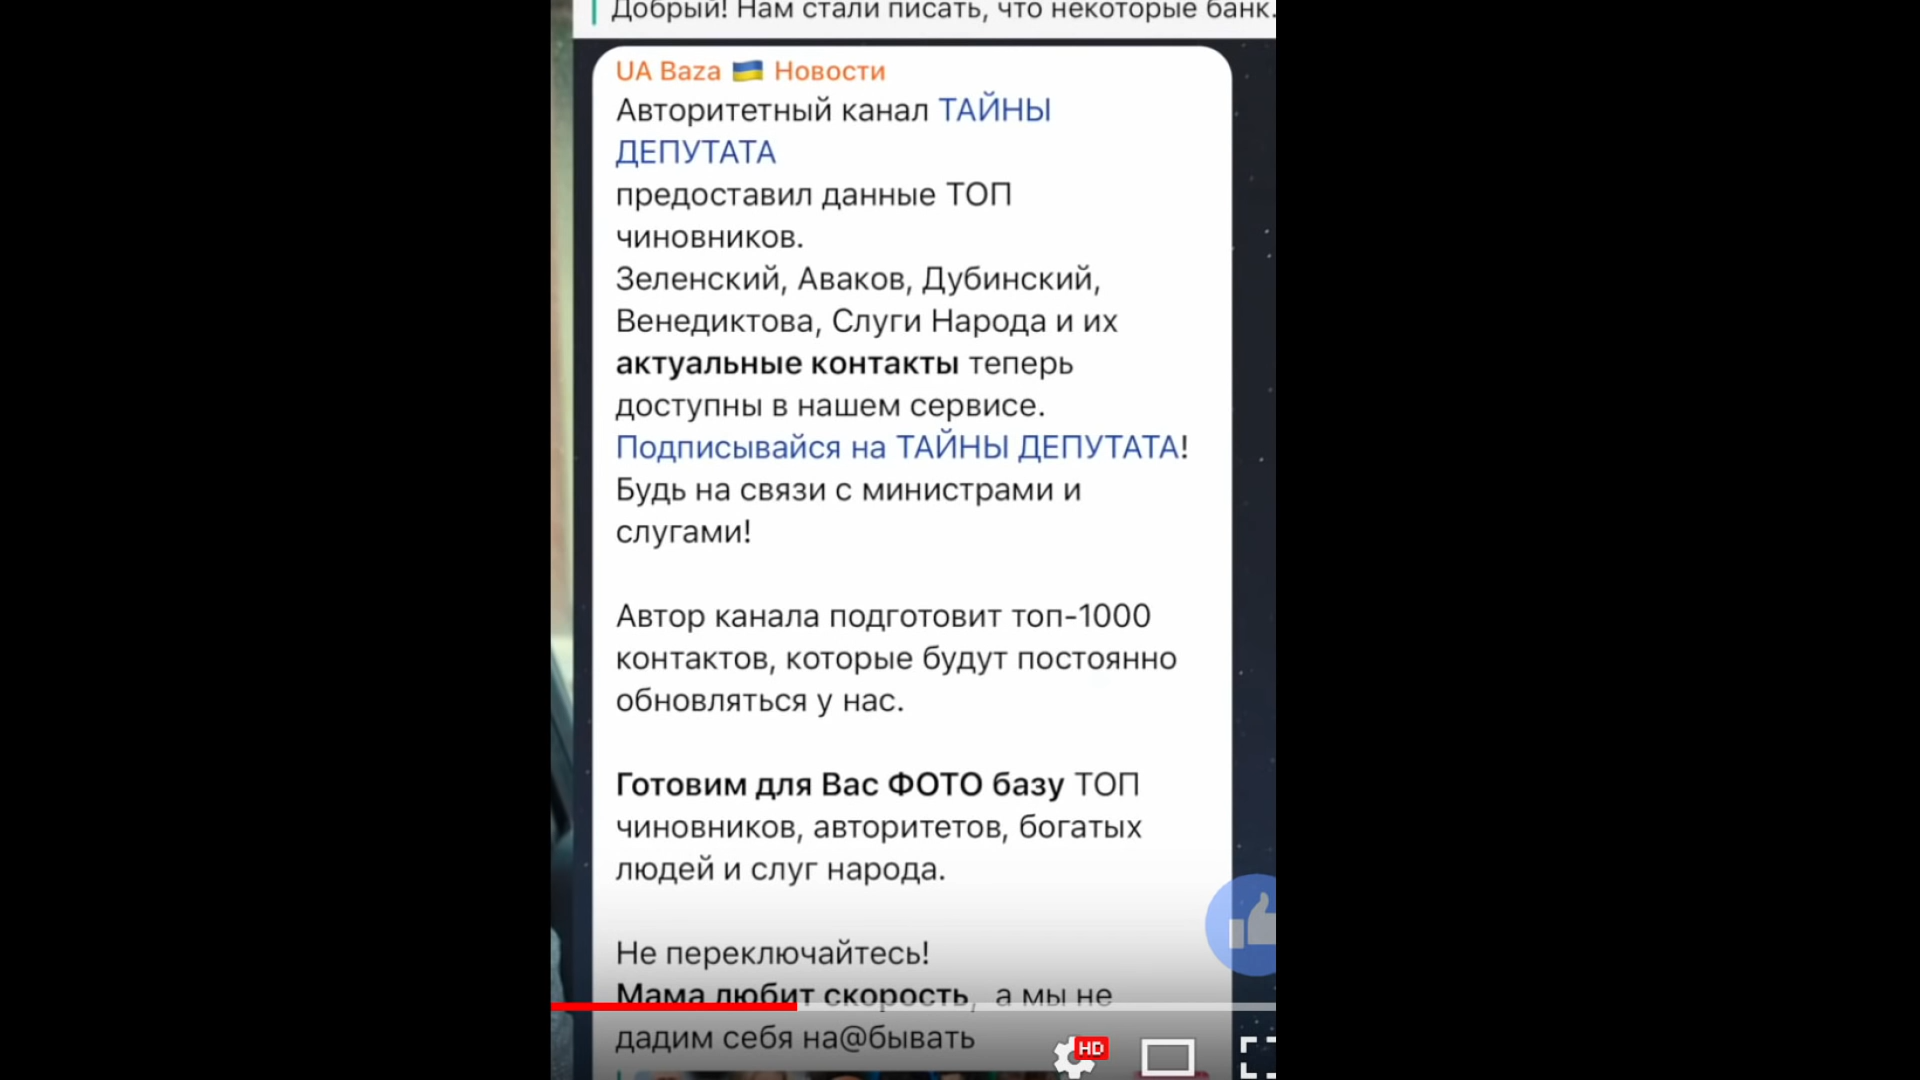 Добрый! Нам стали писать, что некоторые банк.
UA Baza 🇺🇦 Новости
Авторитетный канал ТАЙНЫ
ДЕПУТАТА
предоставил данные ТОП
чиновников.
Зеленский, Аваков, Дубинский,
Венедиктова, Слуги Народа и их
актуальные контакты теперь
доступны в нашем сервисе.
Подписывайся на ТАЙНЫ ДЕПУТАТА!
Будь на связи с министрами и
слугами!
Автор канала подготовит топ-1000
контактов, которые будут постоянно
обновляться у нас.
Готовим для Вас ФОТО базу ТОП
чиновников, авторитетов, богатых
людей и слуг народа.
Не переключайтесь!
Мама любит скорость, а мы не
дадим себя на@бывать
HD